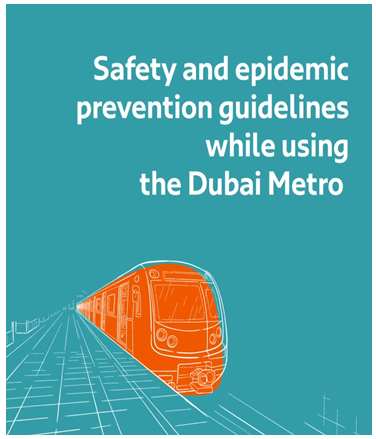 Safety and epidemic
prevention guidelines
while using
the Dubai Metro